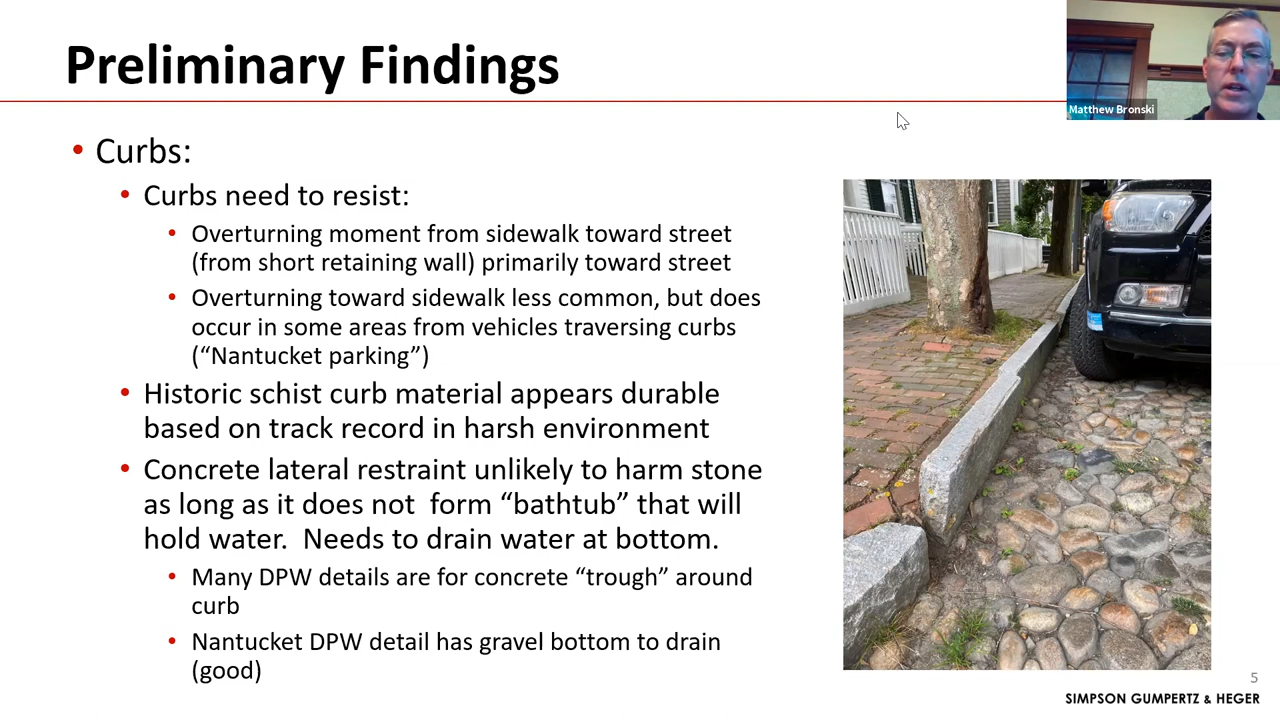 Preliminary Findings
Matthew Bronski
• Curbs:
• Curbs need to resist:
• Overturning moment from sidewalk toward street
(from short retaining wall) primarily toward street
• Overturning toward sidewalk less common, but does
occur in some areas from vehicles traversing curbs
(“Nantucket parking”)
• Historic schist curb material appears durable
based on track record in harsh environment
• Concrete lateral restraint unlikely to harm stone
as long as it does not  form “bathtub” that will
hold water.  Needs to drain water at bottom.
• Many DPW details are for concrete “trough” around
curb
• Nantucket DPW detail has gravel bottom to drain
(good)
5
SIMPSON GUMPERTZ & HEGER